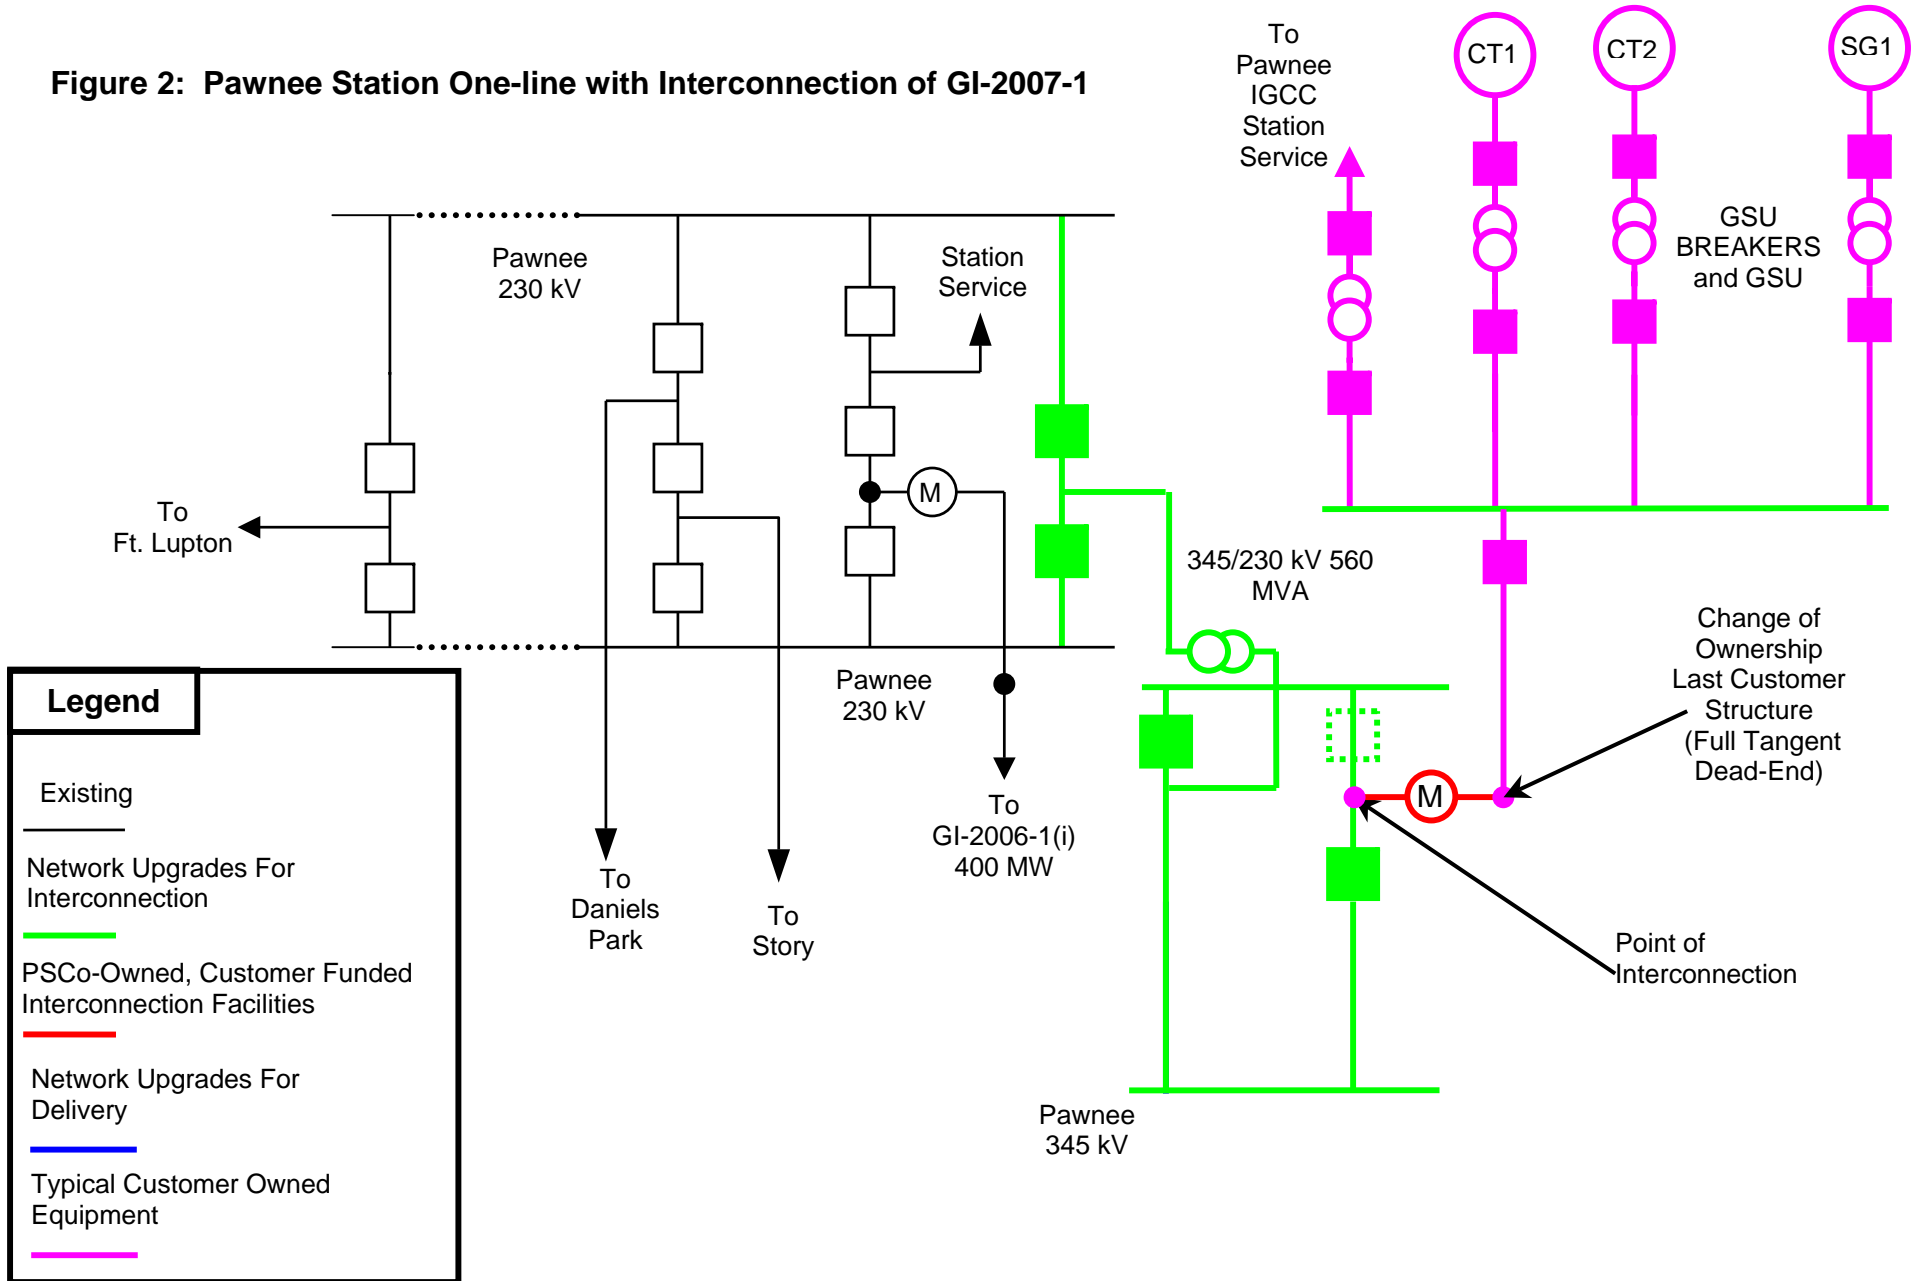 Figure 2:  Pawnee Station One-line with Interconnection of GI-2007-1
To
Pawnee
IGCC
Station
Service
CT1
CT2
SG1
GSU
BREAKERS
and GSU
Pawnee
230 kV
Station
Service
M
To
Ft. Lupton
345/230 kV 560
MVA
Change of
Ownership
Last Customer
Structure
(Full Tangent
Dead-End)
Pawnee
230 kV
M
To
GI-2006-1(i)
400 MW
To
Daniels
Park
To
Story
Point of
Interconnection
Pawnee
345 kV
Legend
Existing
Network Upgrades For
Interconnection
PSCo-Owned, Customer Funded
Interconnection Facilities
Network Upgrades For
Delivery
Typical Customer Owned
Equipment